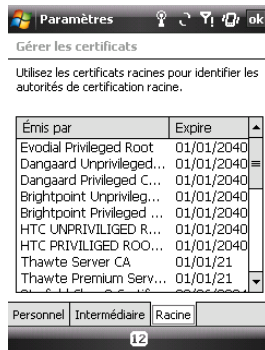 Paramètres ok
Gérer les certificats
Utilisez les certificats racines pour identifier les
autorités de certification racine.
Émis par Expire
Evodial Privileged Root 01/01/2040
Dangaard Unprivileged... 01/01/2040
Dangaard Privileged C... 01/01/2040
Brightpoint Unprivileg... 01/01/2040
Brightpoint Privileged ... 01/01/2040
HTC UNPRIVILIGED R... 01/01/2040
HTC PRIVILIGED ROO... 01/01/2040
Thawte Server CA 01/01/21
Thawte Premium Serv... 01/01/21
Personnel Intermédiaire Racine
12